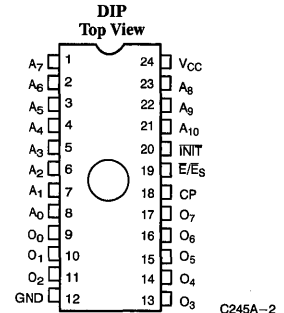 DIP
Top View
A7 1 24 VCC
A6 2 23 A8
A5 3 22 A9
A4 4 21 A10
A3 5 20 INIT
A2 6 19 E/ES
A1 7 18 CP
A0 8 17 O7
O0 9 16 O6
O1 10 15 O5
O2 11 14 O4
GND 12 13 O3
C245A–2